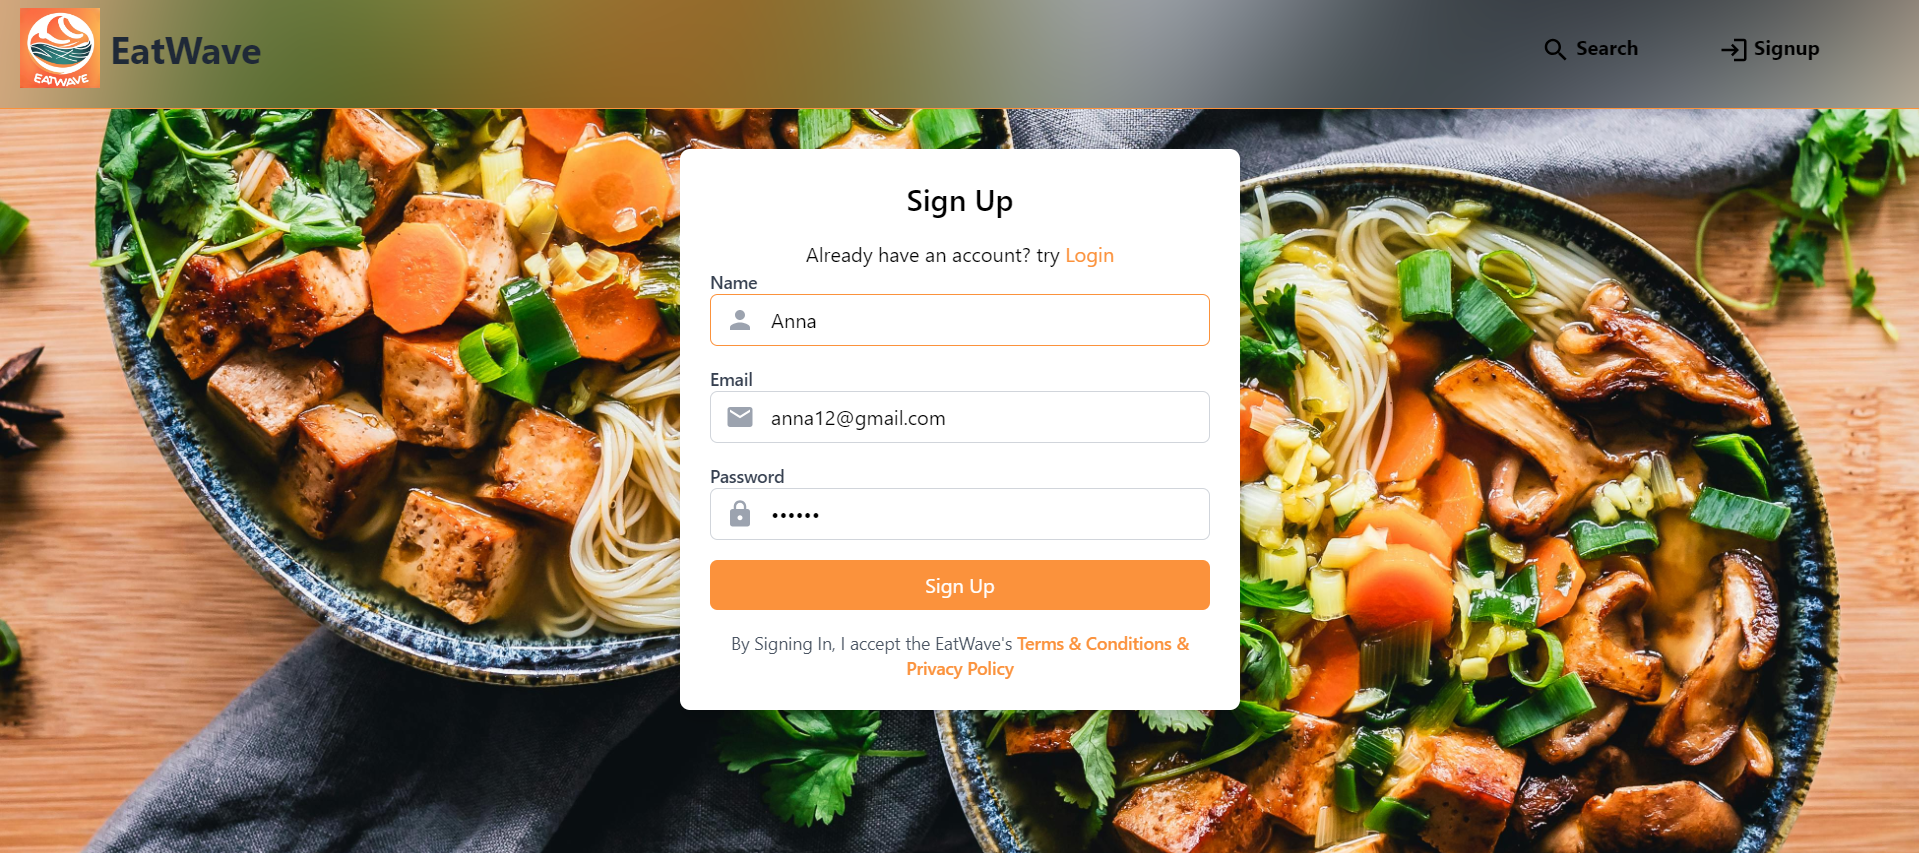 EATWAVE
EatWave
Search
Signup
Sign Up
Already have an account? try Login
Name
Anna
Email
anna12@gmail.com
Password
••••••
Sign Up
By Signing In, I accept the EatWave's Terms & Conditions &
Privacy Policy